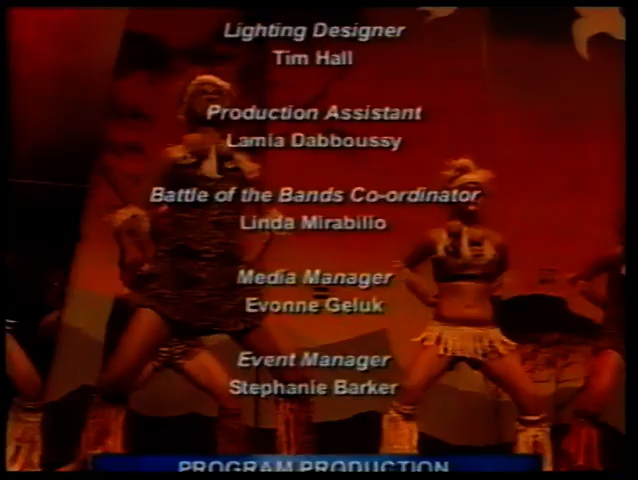 Lighting Designer
Tim Hall
Production Assistant
Lamia Dabboussy
Battle of the Bands Co-ordinator
Linda Mirabilio
Media Manager
Evonne Geluk
Event Manager
Stephanie Barker
PROGRAM PRODUCTION